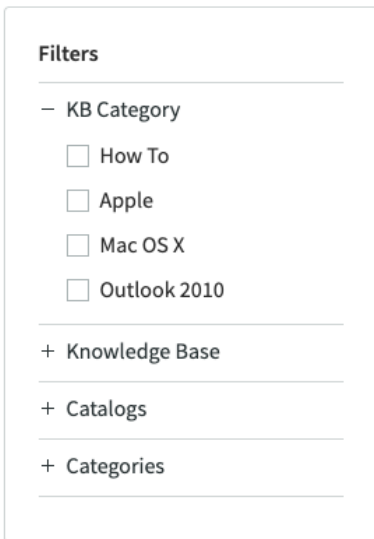 Filters
− KB Category
How To
Apple
Mac OS X
Outlook 2010
+ Knowledge Base
+ Catalogs
+ Categories